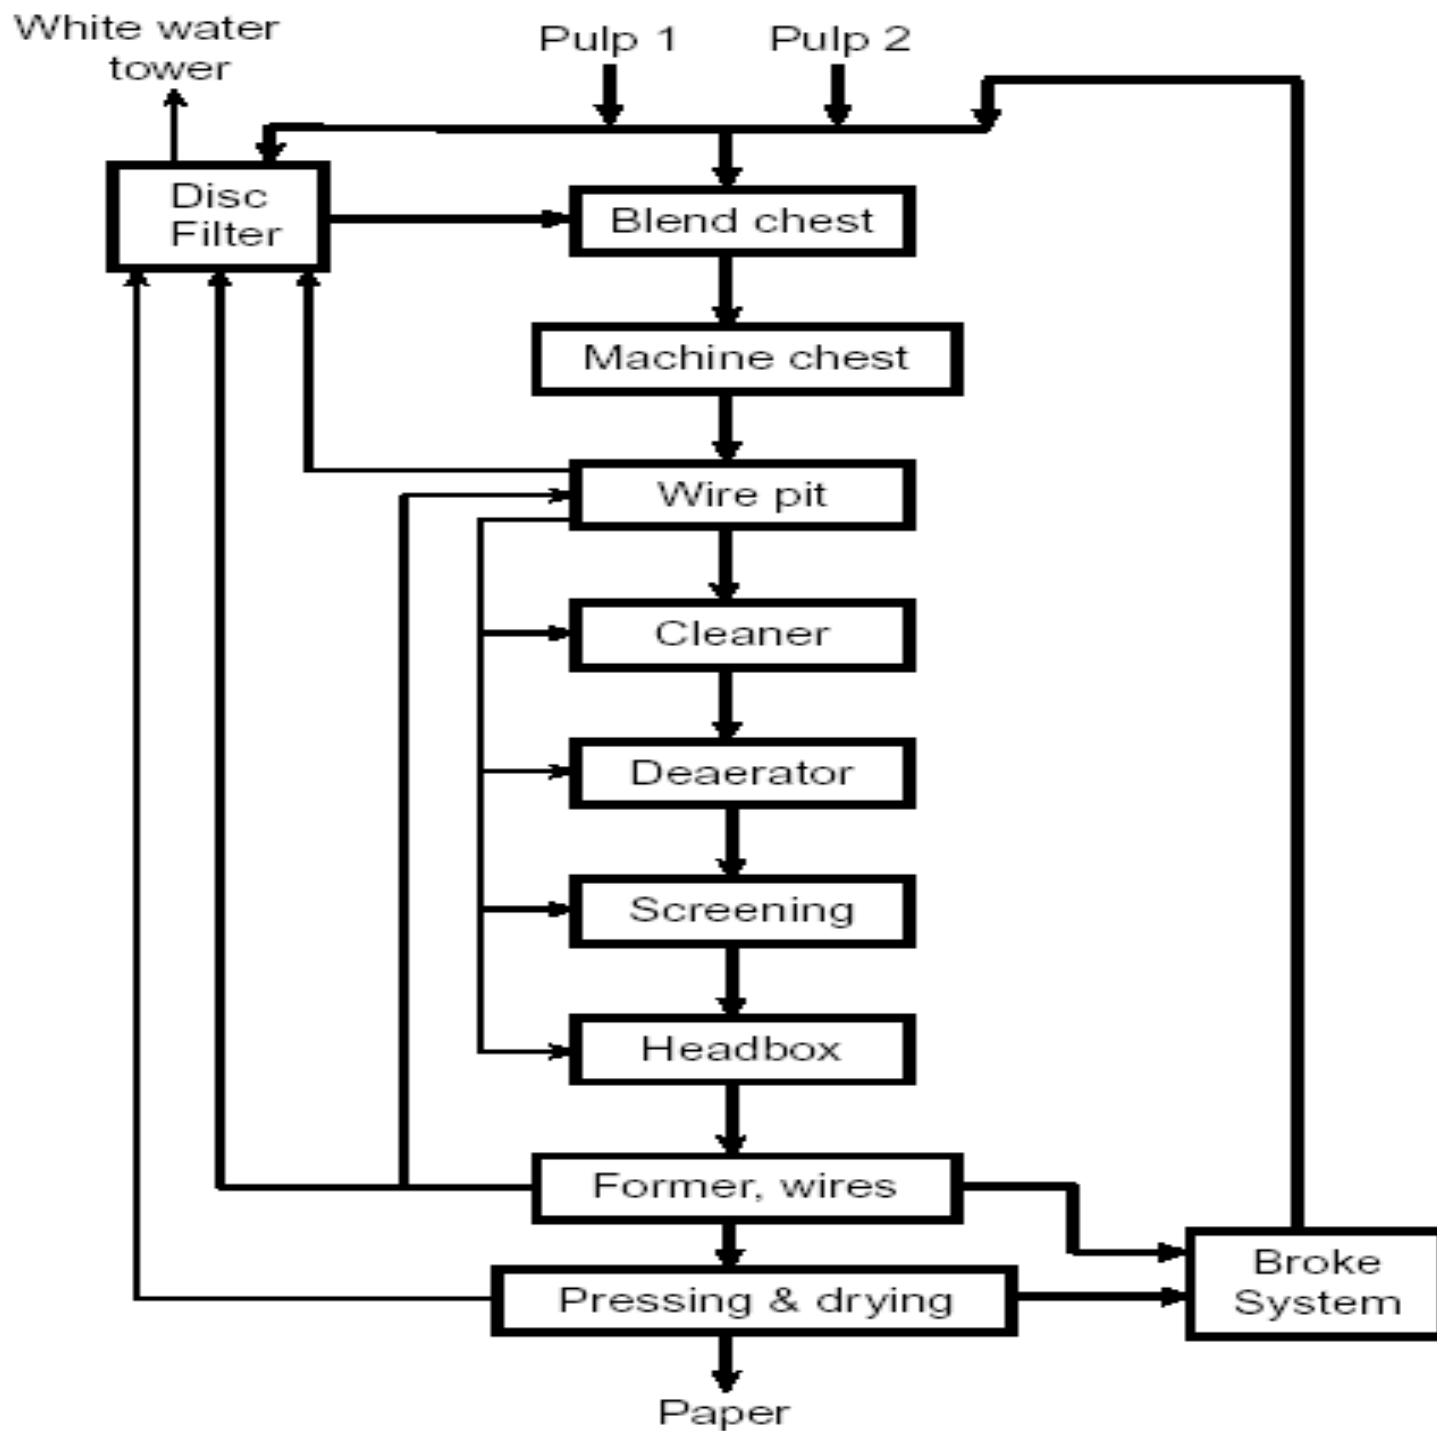 White water
tower
Pulp 1
Pulp 2
Disc
Filter
Blend chest
Machine chest
Wire pit
Cleaner
Deaerator
Screening
Headbox
Former, wires
Broke
System
Pressing & drying
Paper